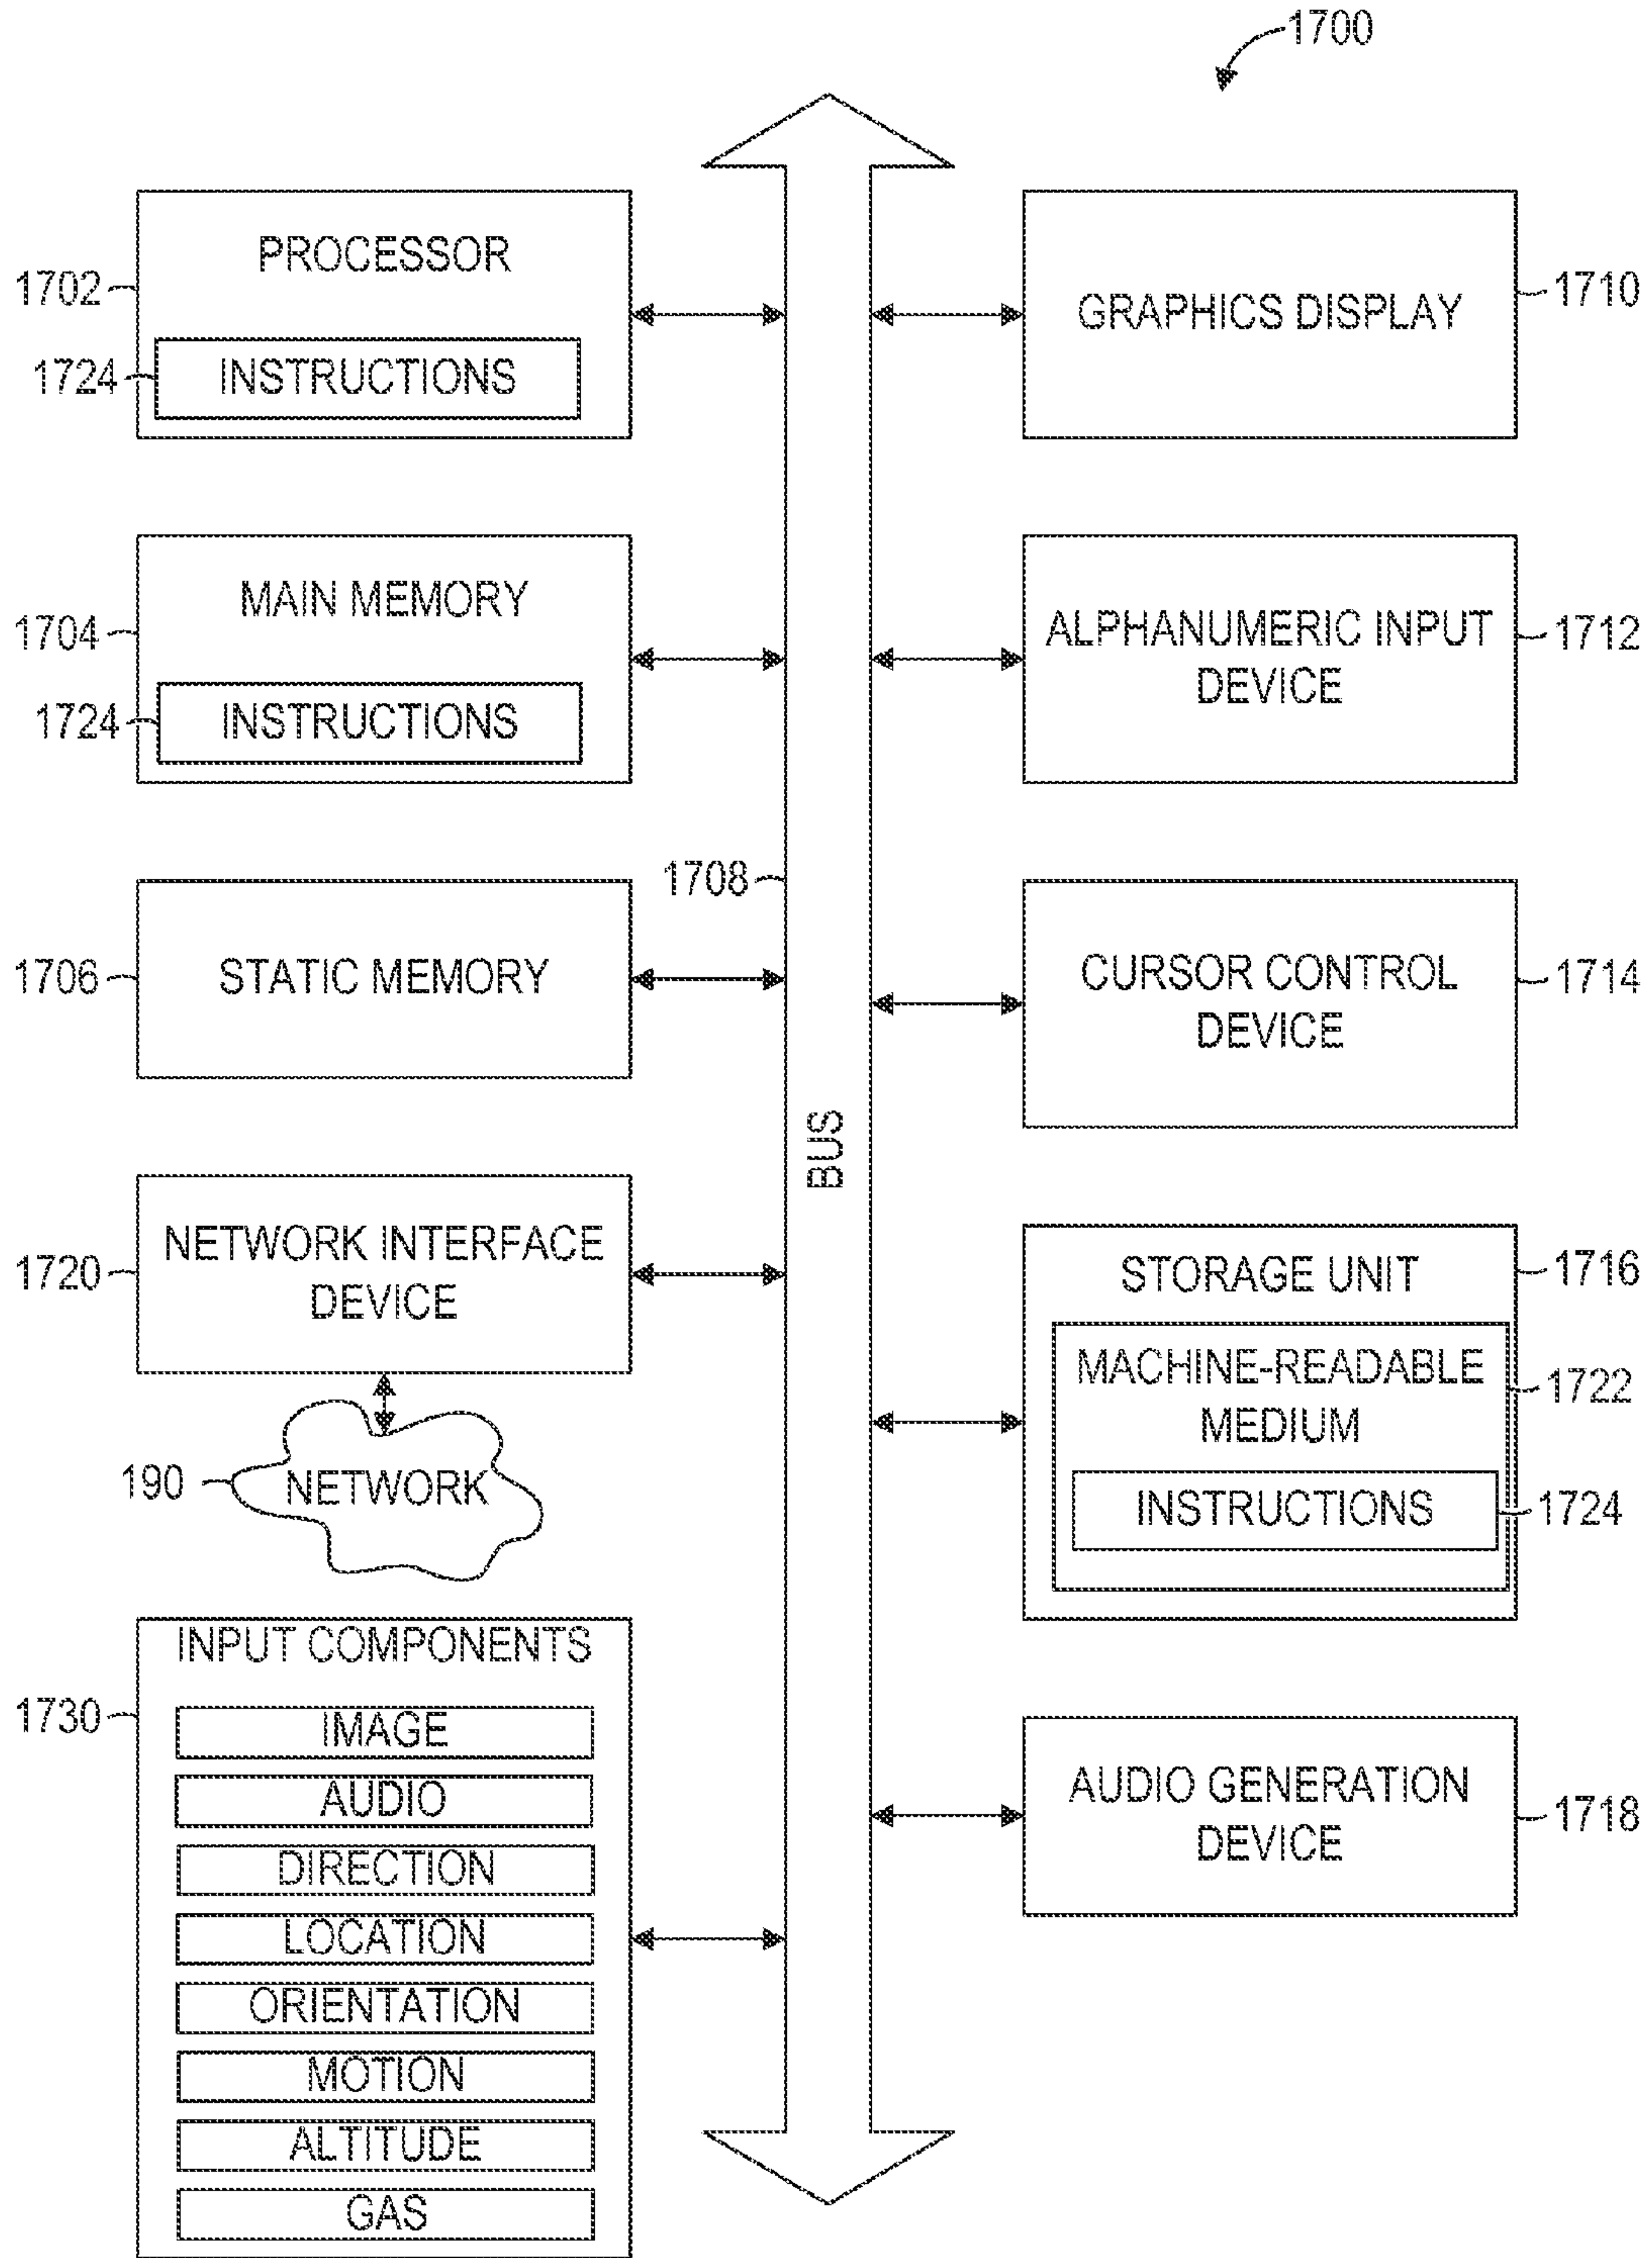 1700
PROCESSOR
1702
1724
INSTRUCTIONS
MAIN MEMORY
1704
1724
INSTRUCTIONS
1708
STATIC MEMORY
1706
NETWORK INTERFACE
DEVICE
1720
190
NETWORK
INPUT COMPONENTS
1730
IMAGE
AUDIO
DIRECTION
LOCATION
ORIENTATION
MOTION
ALTITUDE
GAS
BUS
GRAPHICS DISPLAY
1710
ALPHANUMERIC INPUT
DEVICE
1712
CURSOR CONTROL
DEVICE
1714
STORAGE UNIT
1716
MACHINE-READABLE
MEDIUM
1722
INSTRUCTIONS
1724
AUDIO GENERATION
DEVICE
1718